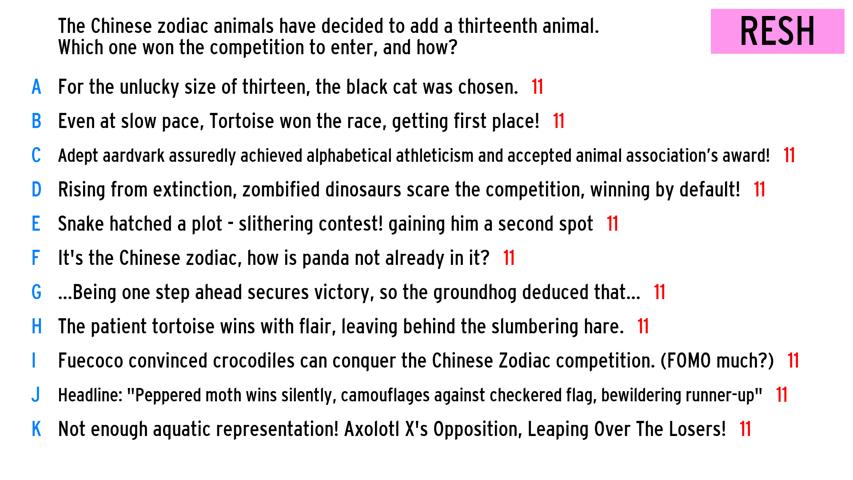 The Chinese zodiac animals have decided to add a thirteenth animal.
Which one won the competition to enter, and how?
RESH
A For the unlucky size of thirteen, the black cat was chosen. 11
B Even at slow pace, Tortoise won the race, getting first place! 11
C Adept aardvark assuredly achieved alphabetical athleticism and accepted animal association's award! 11
D Rising from extinction, zombified dinosaurs scare the competition, winning by default! 11
E Snake hatched a plot - slithering contest! gaining him a second spot 11
F It's the Chinese zodiac, how is panda not already in it? 11
G ...Being one step ahead secures victory, so the groundhog deduced that... 11
H The patient tortoise wins with flair, leaving behind the slumbering hare. 11
I Fuecoco convinced crocodiles can conquer the Chinese Zodiac competition. (FOMO much?) 11
J Headline: "Peppered moth wins silently, camouflages against checkered flag, bewildering runner-up" 11
K Not enough aquatic representation! Axolotl X's Opposition, Leaping Over The Losers! 11